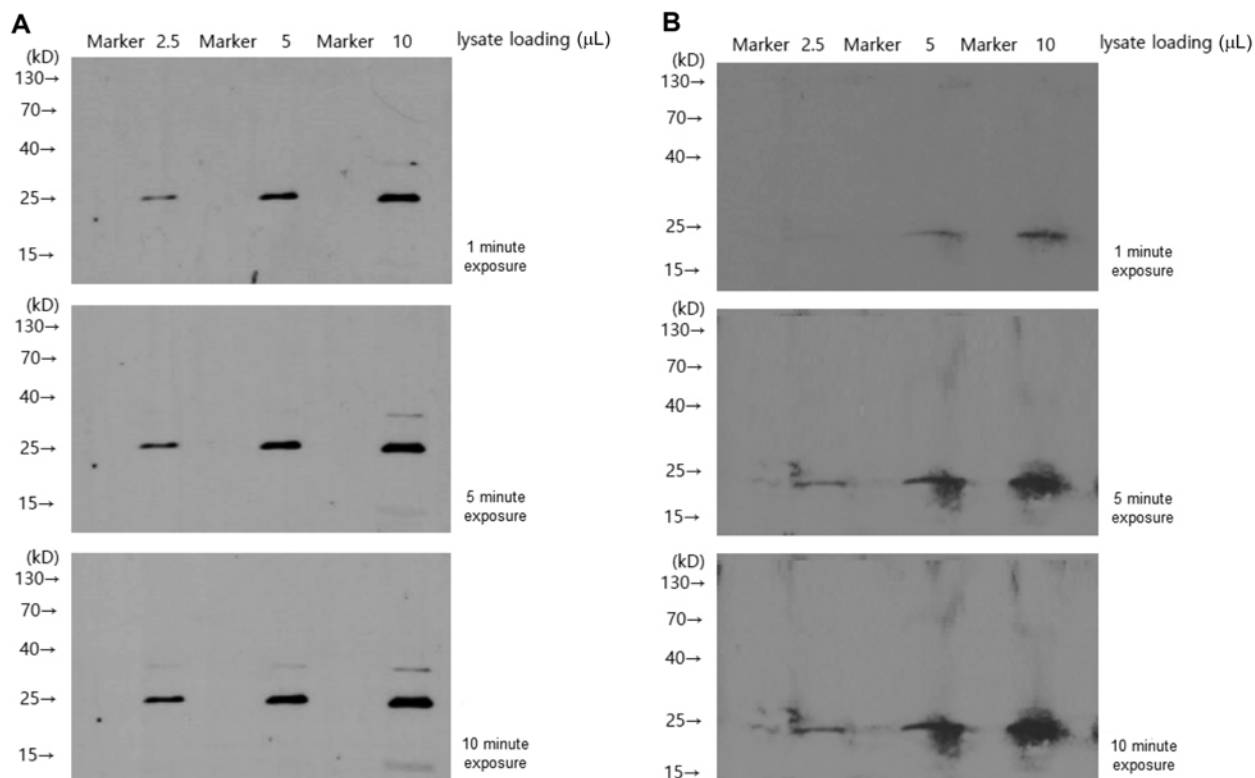 A
Marker 2.5 Marker 5 Marker 10 lysate loading (μL)
(kD)
130→
70→
40→
25→
15→
1 minute
exposure
(kD)
130→
70→
40→
25→
15→
5 minute
exposure
(kD)
130→
70→
40→
25→
15→
10 minute
exposure
B
Marker 2.5 Marker 5 Marker 10 lysate loading (μL)
(kD)
130→
70→
40→
25→
15→
1 minute
exposure
(kD)
130→
70→
40→
25→
15→
5 minute
exposure
(kD)
130→
70→
40→
25→
15→
10 minute
exposure